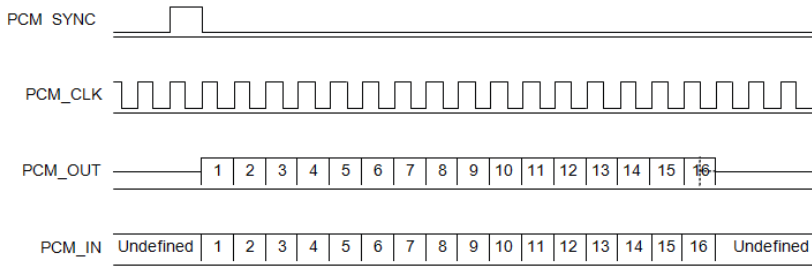 PCM SYNC
PCM_CLK
PCM_OUT 1 2 3 4 5 6 7 8 9 10 11 12 13 14 15 16
PCM_IN Undefined 1 2 3 4 5 6 7 8 9 10 11 12 13 14 15 16 Undefined